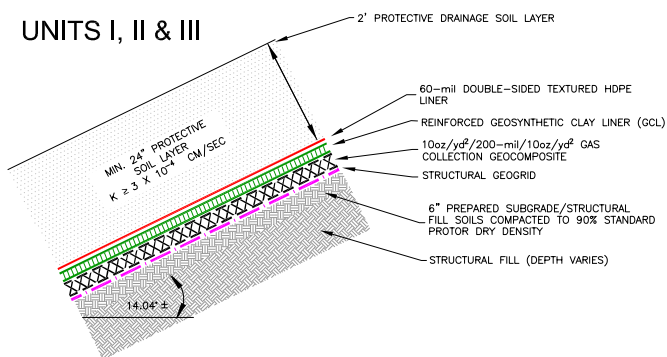 UNITS I, II & III
2' PROTECTIVE DRAINAGE SOIL LAYER
60-mil DOUBLE-SIDED TEXTURED HDPE
LINER
REINFORCED GEOSYNTHETIC CLAY LINER (GCL)
10oz/yd²/200-mil/10oz/yd² GAS
COLLECTION GEOCOMPOSITE
STRUCTURAL GEOGRID
6" PREPARED SUBGRADE/STRUCTURAL
FILL SOILS COMPACTED TO 90% STANDARD
PROTOR DRY DENSITY
STRUCTURAL FILL (DEPTH VARIES)
MIN. 24" PROTECTIVE
SOIL LAYER
K ≥ 3 X 10⁻⁴ CM/SEC
14.04° ±